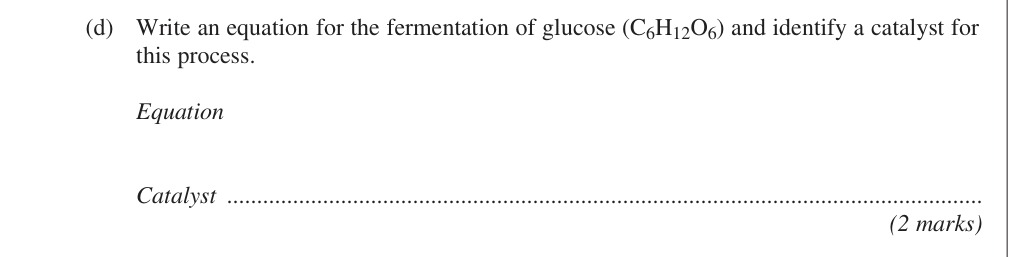 (d) Write an equation for the fermentation of glucose (C₆H₁₂O₆) and identify a catalyst for
this process.
Equation
Catalyst ..............................................................................................................................
(2 marks)